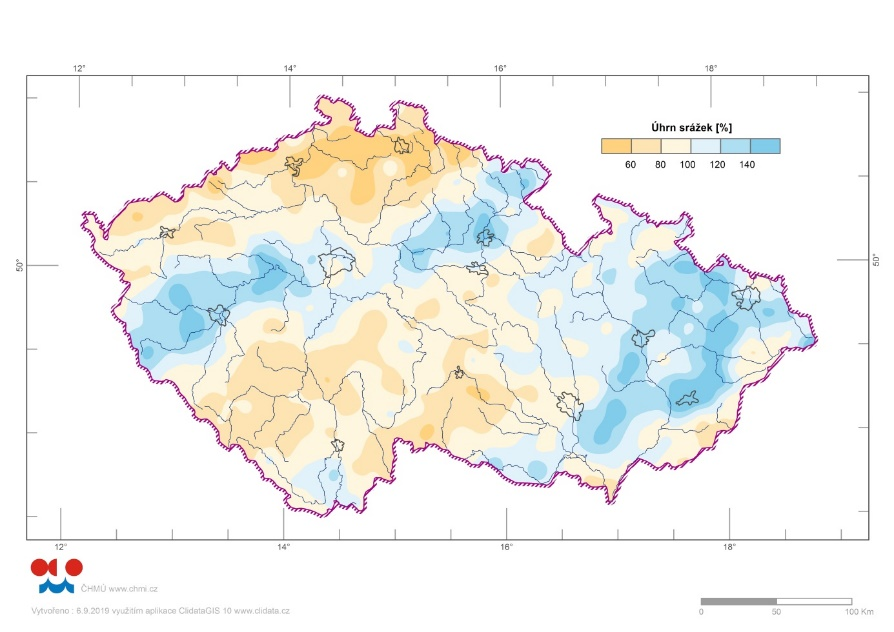 12° 14° 16° 18°
Úhrn srážek [%]
60 80 100 120 140
50° 50°
12° 14° 16° 18°
ČHMÚ www.chmi.cz
Vytvořeno : 6.9.2019 využitím aplikace ClidataGIS 10 www.clidata.cz
0 50 100 Km